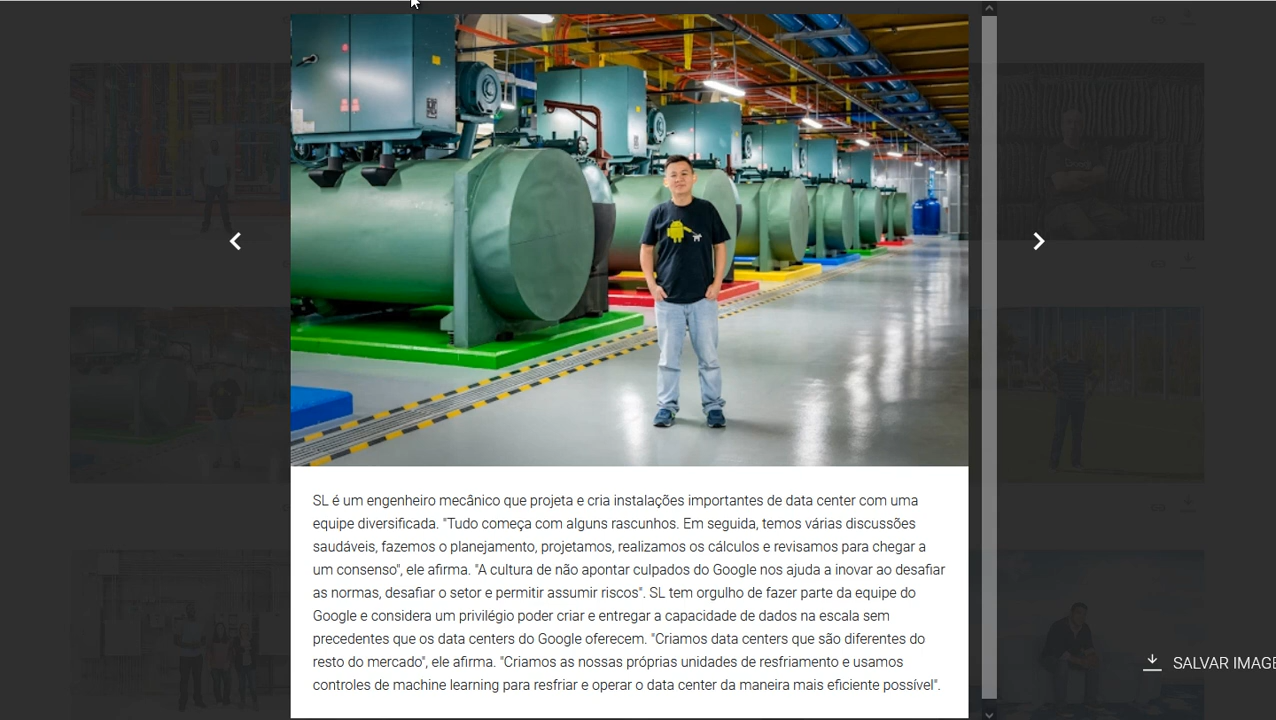 SL é um engenheiro mecânico que projeta e cria instalações importantes de data center com uma
equipe diversificada. "Tudo começa com alguns rascunhos. Em seguida, temos várias discussões
saudáveis, fazemos o planejamento, projetamos, realizamos os cálculos e revisamos para chegar a
um consenso", ele afirma. "A cultura de não apontar culpados do Google nos ajuda a inovar ao desafiar
as normas, desafiar o setor e permitir assumir riscos". SL tem orgulho de fazer parte da equipe do
Google e considera um privilégio poder criar e entregar a capacidade de dados na escala sem
precedentes que os data centers do Google oferecem. "Criamos data centers que são diferentes do
resto do mercado", ele afirma. "Criamos as nossas próprias unidades de resfriamento e usamos
controles de machine learning para resfriar e operar o data center da maneira mais eficiente possível".
SALVAR IMAGE